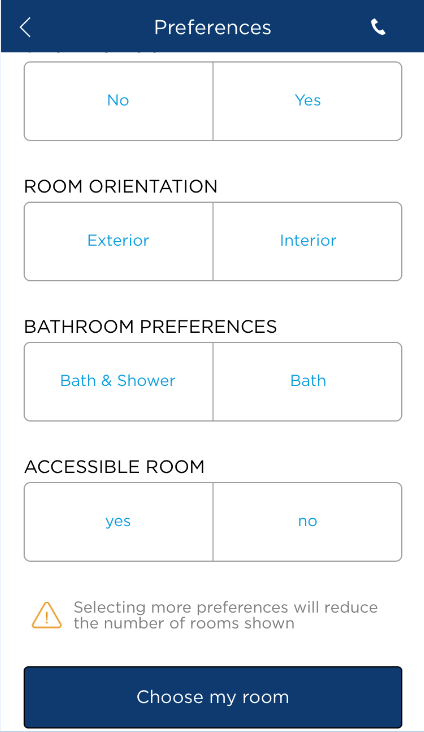 Preferences
No Yes
ROOM ORIENTATION
Exterior Interior
BATHROOM PREFERENCES
Bath & Shower Bath
ACCESSIBLE ROOM
yes no
Selecting more preferences will reduce
the number of rooms shown
Choose my room